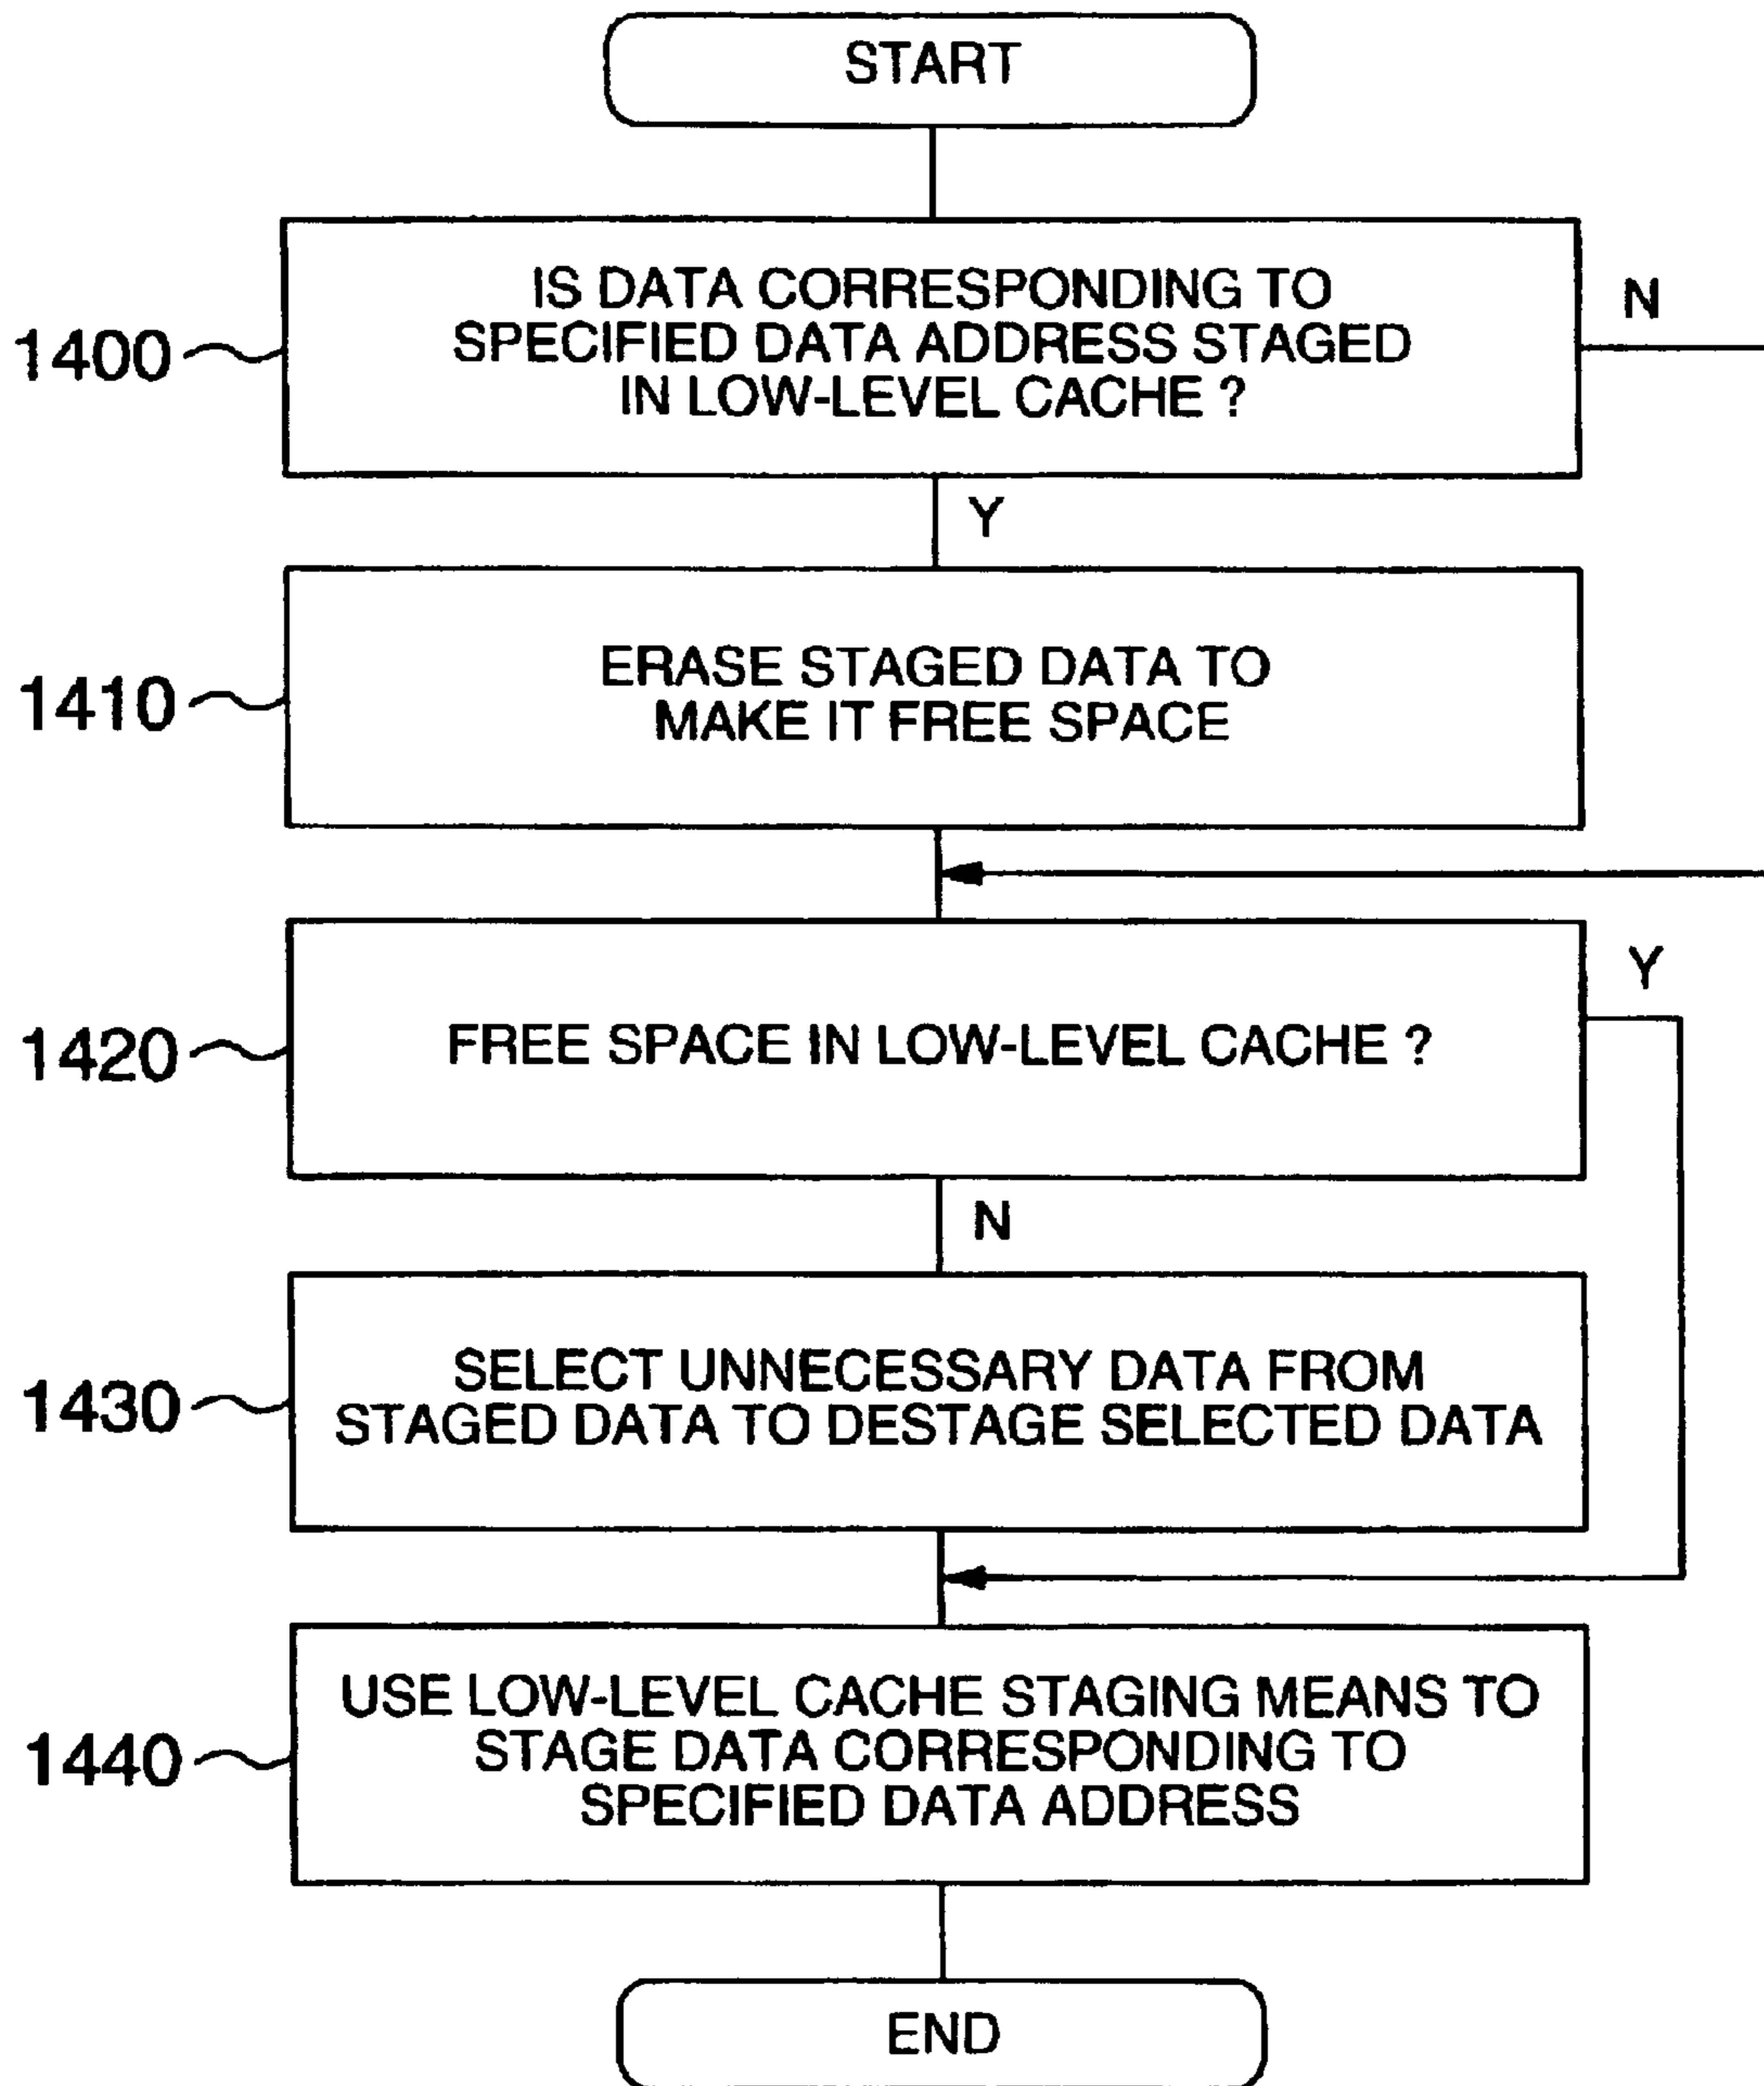 START
IS DATA CORRESPONDING TO
SPECIFIED DATA ADDRESS STAGED
IN LOW-LEVEL CACHE ?
N
1400
Y
ERASE STAGED DATA TO
MAKE IT FREE SPACE
1410
FREE SPACE IN LOW-LEVEL CACHE ?
Y
1420
N
SELECT UNNECESSARY DATA FROM
STAGED DATA TO DESTAGE SELECTED DATA
1430
USE LOW-LEVEL CACHE STAGING MEANS TO
STAGE DATA CORRESPONDING TO
SPECIFIED DATA ADDRESS
1440
END